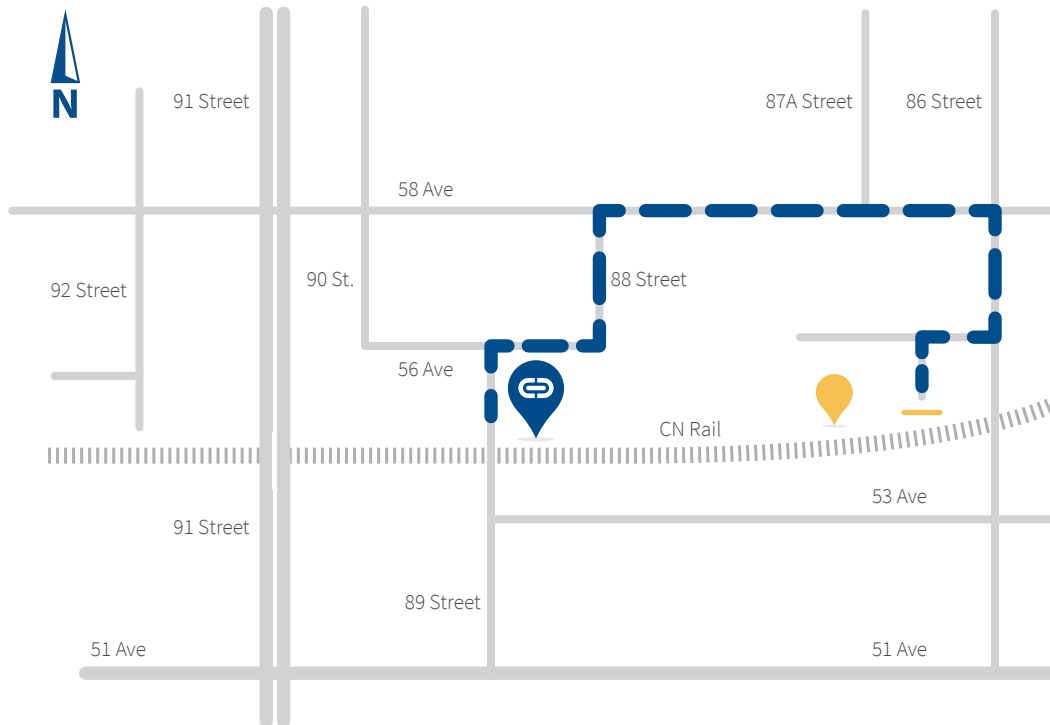 N
91 Street
87A Street
86 Street
58 Ave
90 St.
88 Street
92 Street
56 Ave
CN Rail
53 Ave
91 Street
89 Street
51 Ave
51 Ave